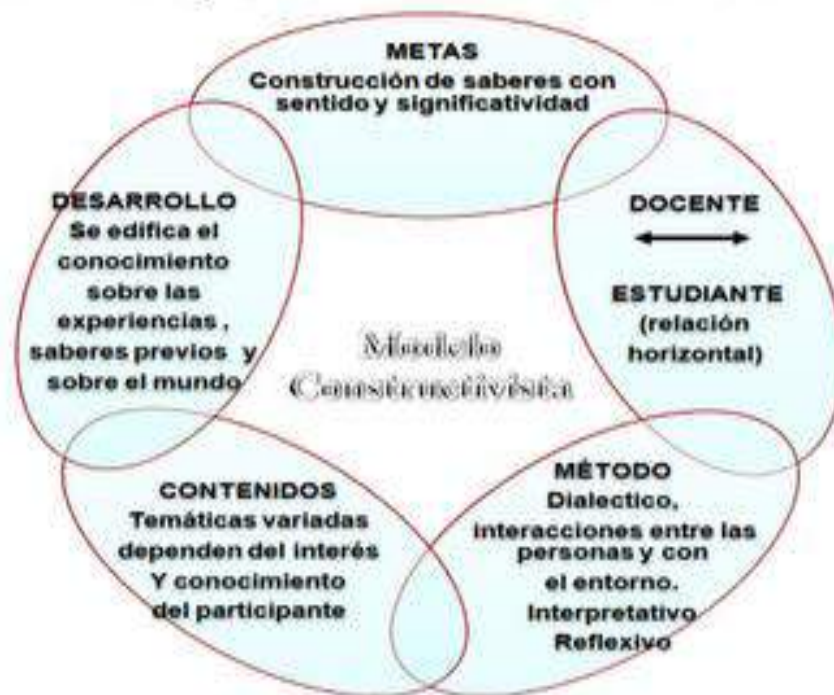 METAS
Construcción de saberes con
sentido y significatividad
DOCENTE
ESTUDIANTE
(relación
horizontal)
MÉTODO
Dialectico,
interacciones entre las
personas y con
el entorno.
Interpretativo
Reflexivo
CONTENIDOS
Temáticas variadas
dependen del interés
Y conocimiento
del participante
DESARROLLO
Se edifica el
conocimiento
sobre las
experiencias ,
saberes previos y
sobre el mundo
Modelo
Constructivista